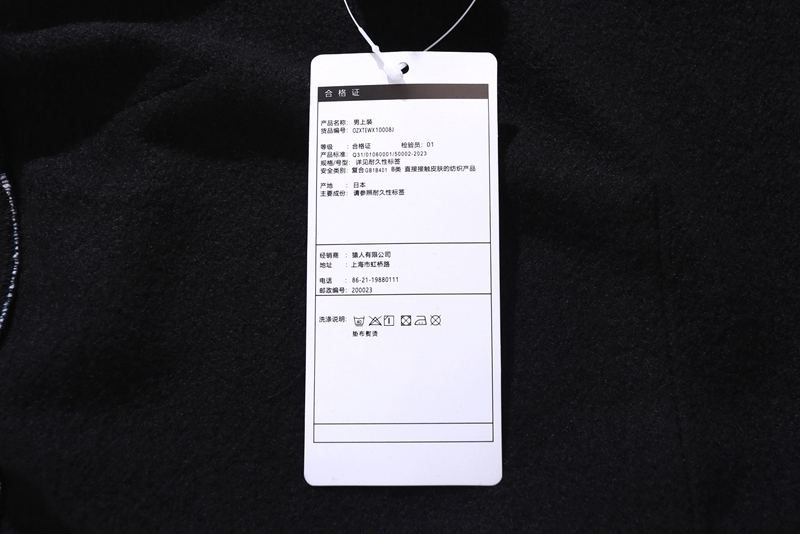 合格证
产品名称: 男上装
货品编号: OZXTEWX10008J
等级 : 合格证 检验员: 01
产品标准: Q31/01060001/S0002-2023
规格/号型: 详见耐久性标签
安全类别: 复合GB18401 B类 直接接触皮肤的纺织产品
产地 : 日本
主要成份: 请参照耐久性标签
经销商 : 猿人有限公司
地址 : 上海市虹桥路
电话 : 86-21-19880111
邮政编号: 200023
洗涤说明:
垫布熨烫